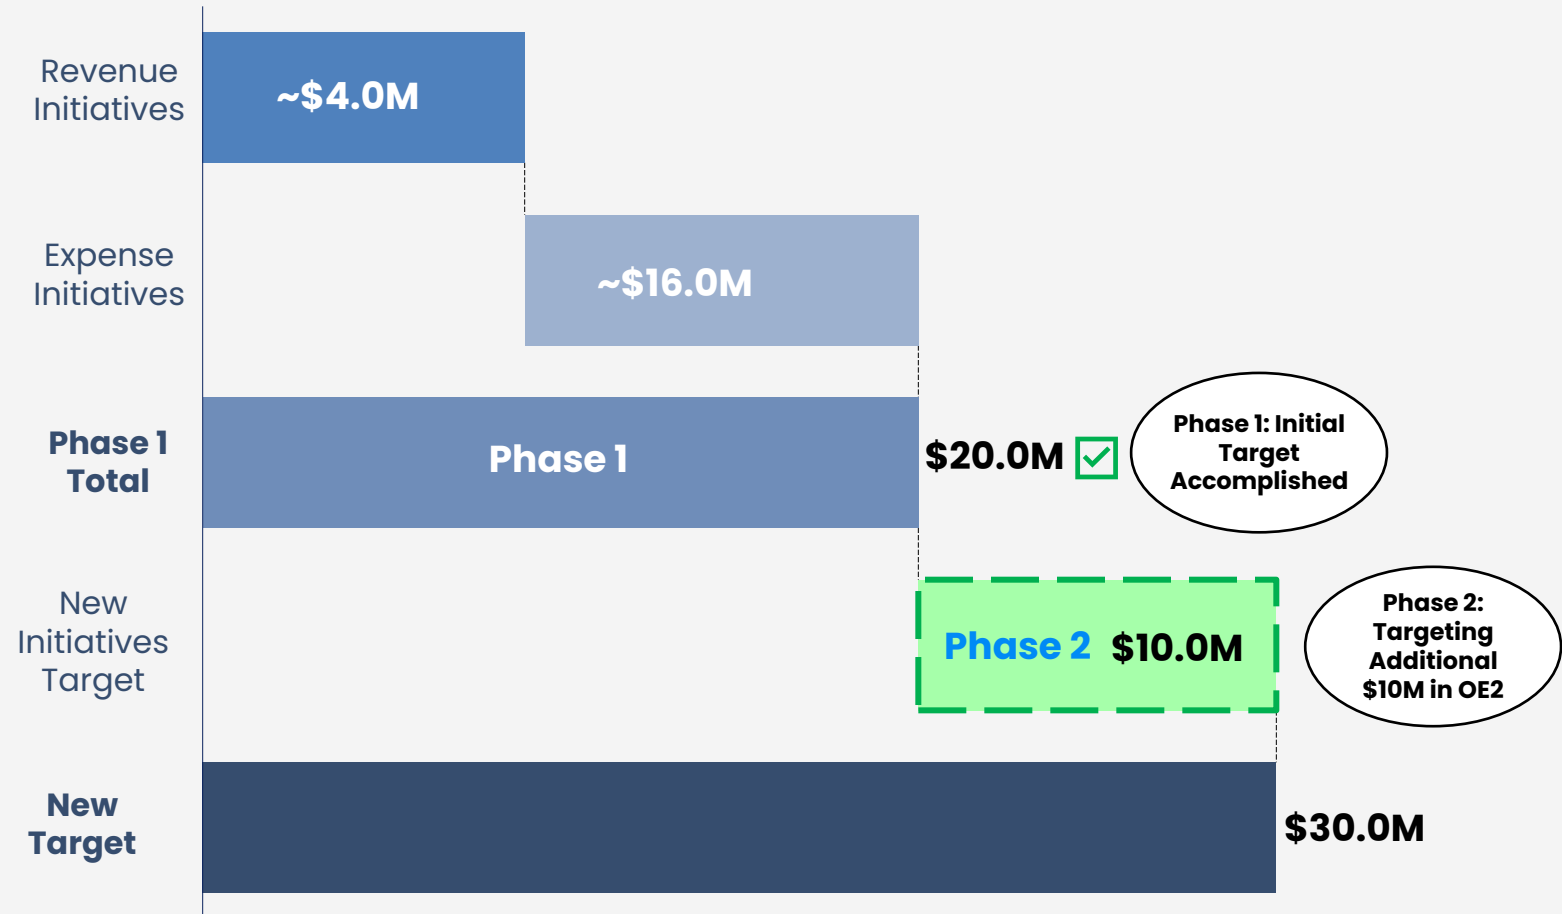 Revenue
Initiatives
~$4.0M
Expense
Initiatives
~$16.0M
Phase 1
Total
Phase 1
$20.0M
Phase 1: Initial
Target
Accomplished
New
Initiatives
Target
Phase 2 $10.0M
Phase 2:
Targeting
Additional
$10M in OE2
New
Target
$30.0M